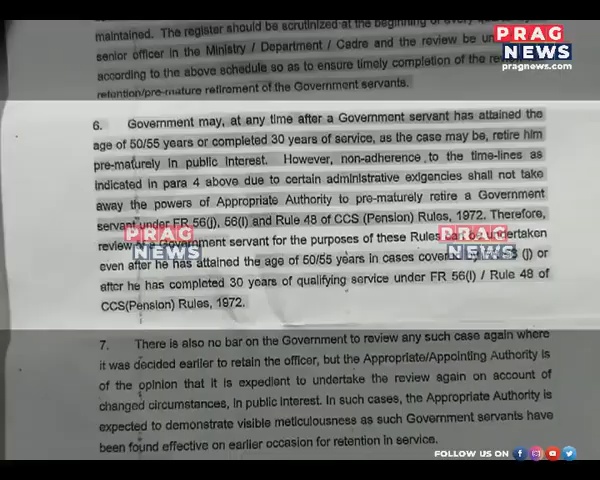 maintained. The register should be scrutinized at the beginning of every
senior officer in the Ministry / Department / Cadre and the review be
according to the above schedule so as to ensure timely completion of the
retention/pre-mature retirement of the Government servants.
6. Government may, at any time after a Government servant has attained the
age of 50/55 years or completed 30 years of service, as the case may be, retire him
pre-maturely in public interest. However, non-adherence to the time-lines as
indicated in para 4 above due to certain administrative exigencies shall not take
away the powers of Appropriate Authority to pre-maturely retire a Government
servant under FR 56(j), 56(l) and Rule 48 of CCS (Pension) Rules, 1972. Therefore,
review of a Government servant for the purposes of these Rules can be undertaken
even after he has attained the age of 50/55 years in cases (j) or
after he has completed 30 years of qualifying service under FR 56(l) / Rule 48 of
CCS(Pension) Rules, 1972.
7. There is also no bar on the Government to review any such case again where
it was decided earlier to retain the officer, but the Appropriate/Appointing Authority is
of the opinion that it is expedient to undertake the review again on account of
changed circumstances, in public interest. In such cases, the Appropriate Authority is
expected to demonstrate visible meticulousness as such Government servants have
been found effective on earlier occasion for retention in service.
PRAG
NEWS
pragnews.com
PRAG
NEWS
PRAG
NEWS
FOLLOW US ON